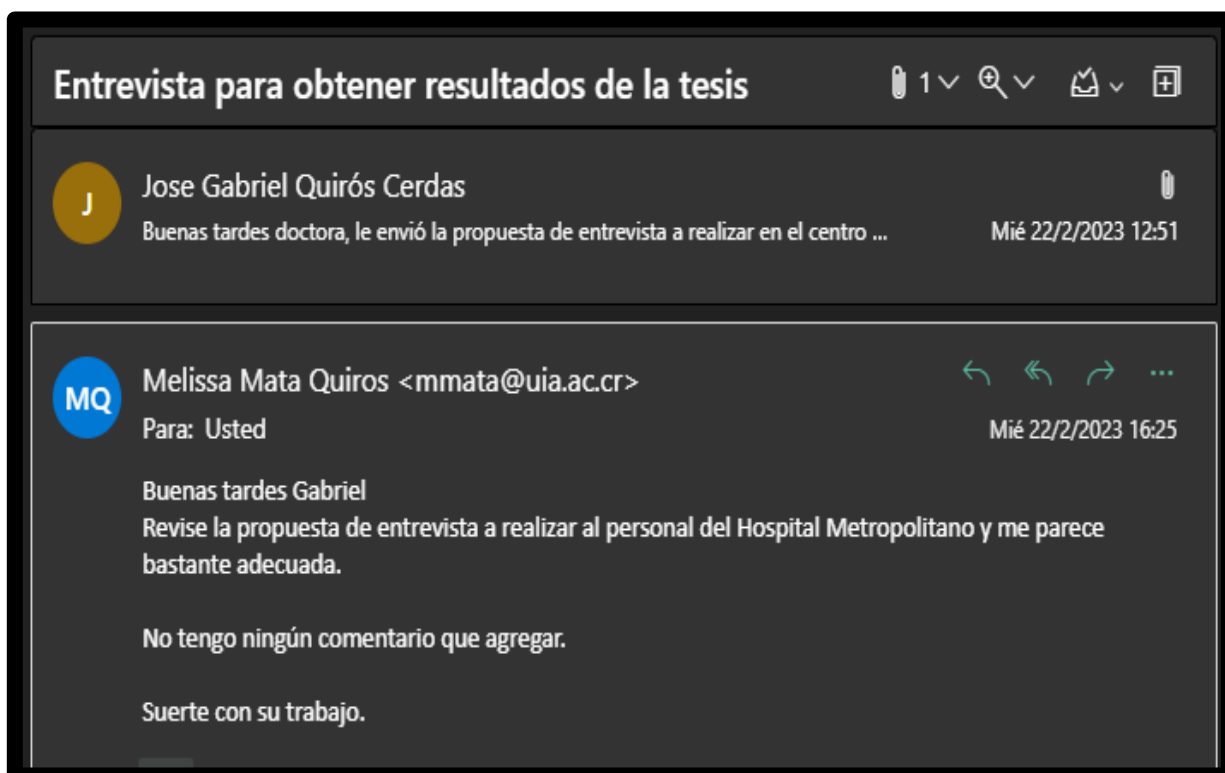 Entrevista para obtener resultados de la tesis
1
J
Jose Gabriel Quirós Cerdas
Buenas tardes doctora, le envió la propuesta de entrevista a realizar en el centro ...
Mié 22/2/2023 12:51
MQ
Melissa Mata Quiros <mmata@uia.ac.cr>
Para: Usted
Mié 22/2/2023 16:25
Buenas tardes Gabriel
Revise la propuesta de entrevista a realizar al personal del Hospital Metropolitano y me parece
bastante adecuada.
No tengo ningún comentario que agregar.
Suerte con su trabajo.